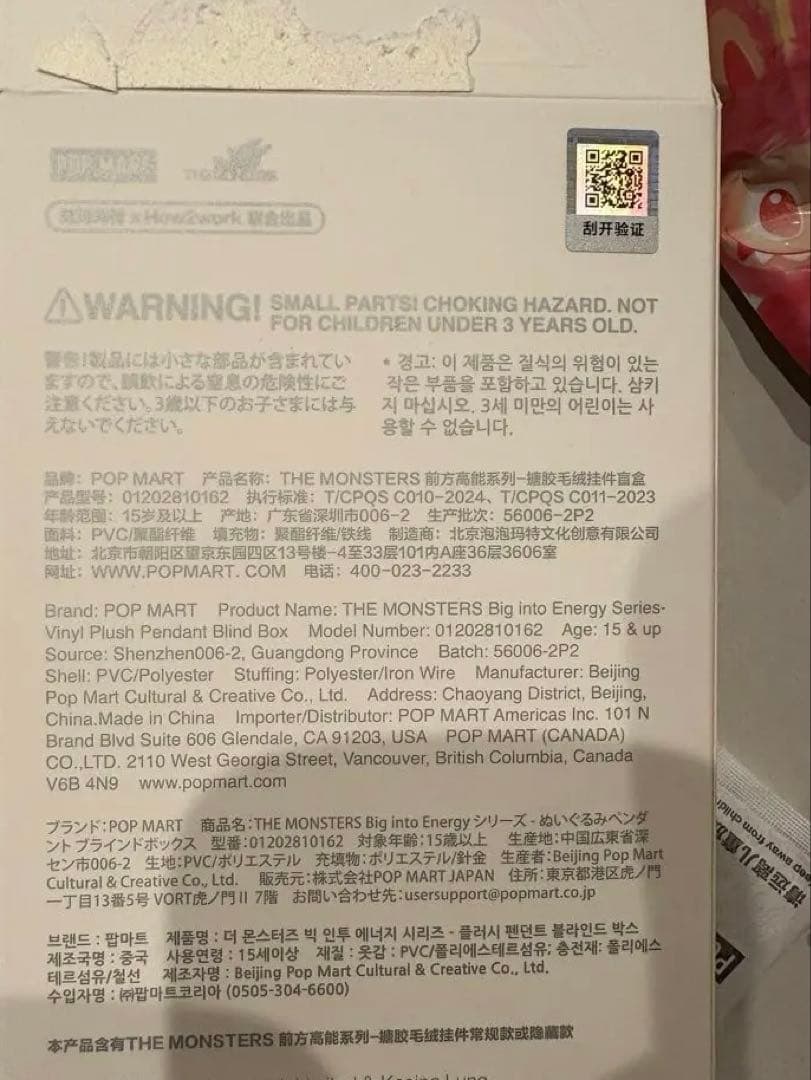 POP MART
THE MONSTERS
泡泡玛特 × How2work 联合出品
刮开验证
WARNING! SMALL PARTS! CHOKING HAZARD. NOT
FOR CHILDREN UNDER 3 YEARS OLD.
警告!製品には小さな部品が含まれてい
ますので、誤飲による窒息の危険性にご
注意ください。3歳以下のお子さまには与
えないでください。
* 경고: 이 제품은 질식의 위험이 있는
작은 부품을 포함하고 있습니다. 삼키
지 마십시오. 3세 미만의 어린이는 사
용할 수 없습니다.
品牌: POP MART 产品名称: THE MONSTERS 前方高能系列-搪胶毛绒挂件盲盒
产品型号: 01202810162 执行标准: T/CPQS C010-2024、T/CPQS C011-2023
年龄范围: 15岁及以上 产地: 广东省深圳市006-2 生产批次: 56006-2P2
面料: PVC/聚酯纤维 填充物: 聚酯纤维/铁线 制造商: 北京泡泡玛特文化创意有限公司
地址: 北京市朝阳区望京东园四区13号楼-4至33层101内A座36层3606室
网址: WWW.POPMART.COM 电话: 400-023-2233
Brand: POP MART Product Name: THE MONSTERS Big into Energy Series-
Vinyl Plush Pendant Blind Box Model Number: 01202810162 Age: 15 & up
Source: Shenzhen006-2, Guangdong Province Batch: 56006-2P2
Shell: PVC/Polyester Stuffing: Polyester/Iron Wire Manufacturer: Beijing
Pop Mart Cultural & Creative Co., Ltd. Address: Chaoyang District, Beijing,
China.Made in China Importer/Distributor: POP MART Americas Inc. 101 N
Brand Blvd Suite 606 Glendale, CA 91203, USA POP MART (CANADA)
CO.,LTD. 2110 West Georgia Street, Vancouver, British Columbia, Canada
V6B 4N9 www.popmart.com
ブランド:POP MART 商品名:THE MONSTERS Big into Energy シリーズ - ぬいぐるみペンダ
ント ブラインドボックス 型番:01202810162 対象年齢:15歳以上 生産地:中国広東省深
セン市006-2 生地:PVC/ポリエステル 充填物:ポリエステル/針金 生産者:Beijing Pop Mart
Cultural & Creative Co., Ltd. 販売元:株式会社POP MART JAPAN 住所:東京都港区虎ノ門
一丁目13番5号 VORT虎ノ門Ⅱ 7階 お問い合わせ先:usersupport@popmart.co.jp
브랜드 : 팝마트 제품명 : 더 몬스터즈 빅 인투 에너지 시리즈 - 플러시 펜던트 블라인드 박스
제조국명 : 중국 사용연령 : 15세이상 재질 : 옷감 : PVC/폴리에스테르섬유; 충전재: 폴리에스
테르섬유/철선 제조자명 : Beijing Pop Mart Cultural & Creative Co., Ltd.
수입자명 : ㈜팝마트코리아 (0505-304-6600)
本产品含有THE MONSTERS 前方高能系列-搪胶毛绒挂件常规款或隐藏款
& Kasing Lung
eep away from child
请远离儿童